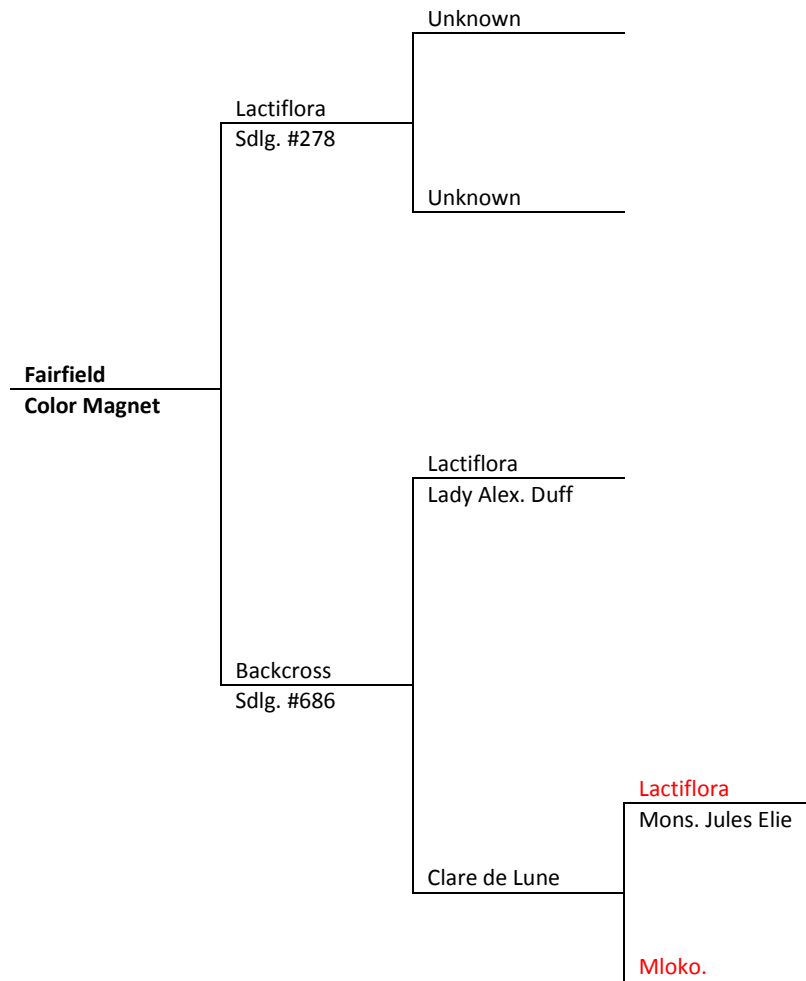 Unknown
Lactiflora
Sdlg. #278
Unknown
Fairfield
Color Magnet
Lactiflora
Lady Alex. Duff
Backcross
Sdlg. #686
Lactiflora
Mons. Jules Elie
Clare de Lune
Mloko.